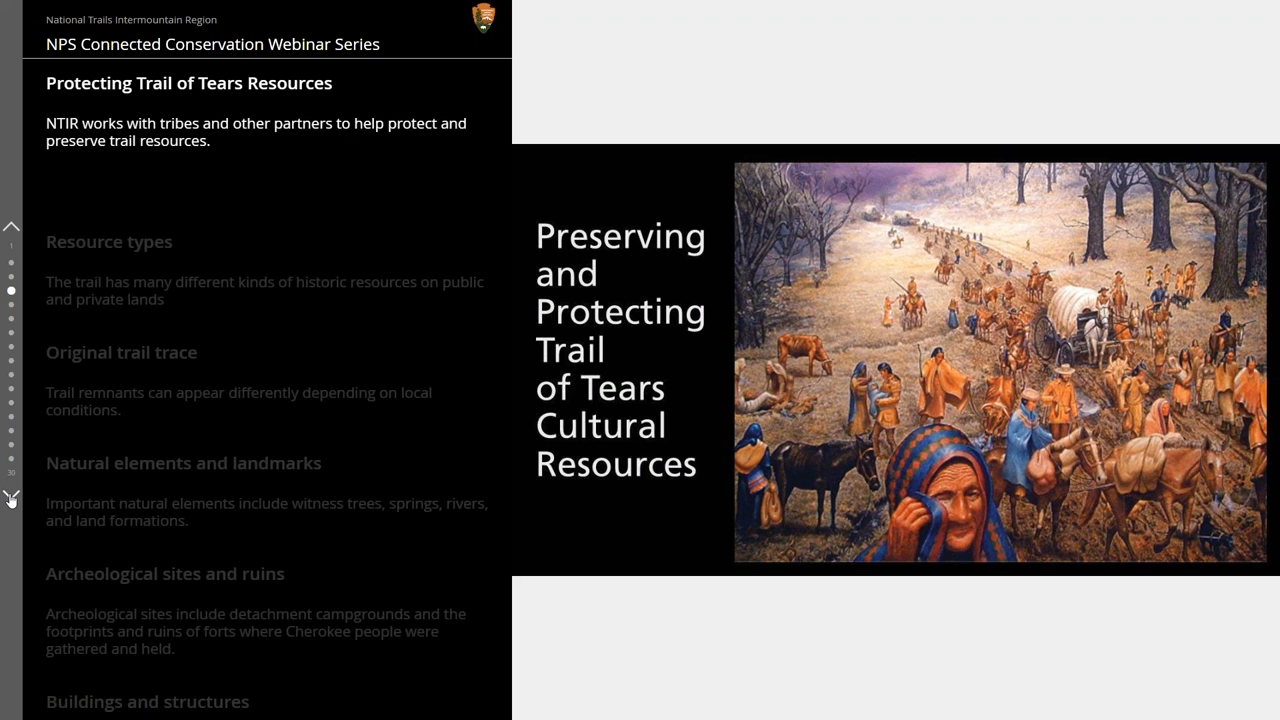 National Trails Intermountain Region
NPS Connected Conservation Webinar Series
Protecting Trail of Tears Resources
NTIR works with tribes and other partners to help protect and
preserve trail resources.
Resource types
The trail has many different kinds of historic resources on public
and private lands
Original trail trace
Trail remnants can appear differently depending on local
conditions.
Natural elements and landmarks
Important natural elements include witness trees, springs, rivers,
and land formations.
Archeological sites and ruins
Archeological sites include detachment campgrounds and the
footprints and ruins of forts where Cherokee people were
gathered and held.
Buildings and structures
1
30
Preserving
and
Protecting
Trail
of Tears
Cultural
Resources